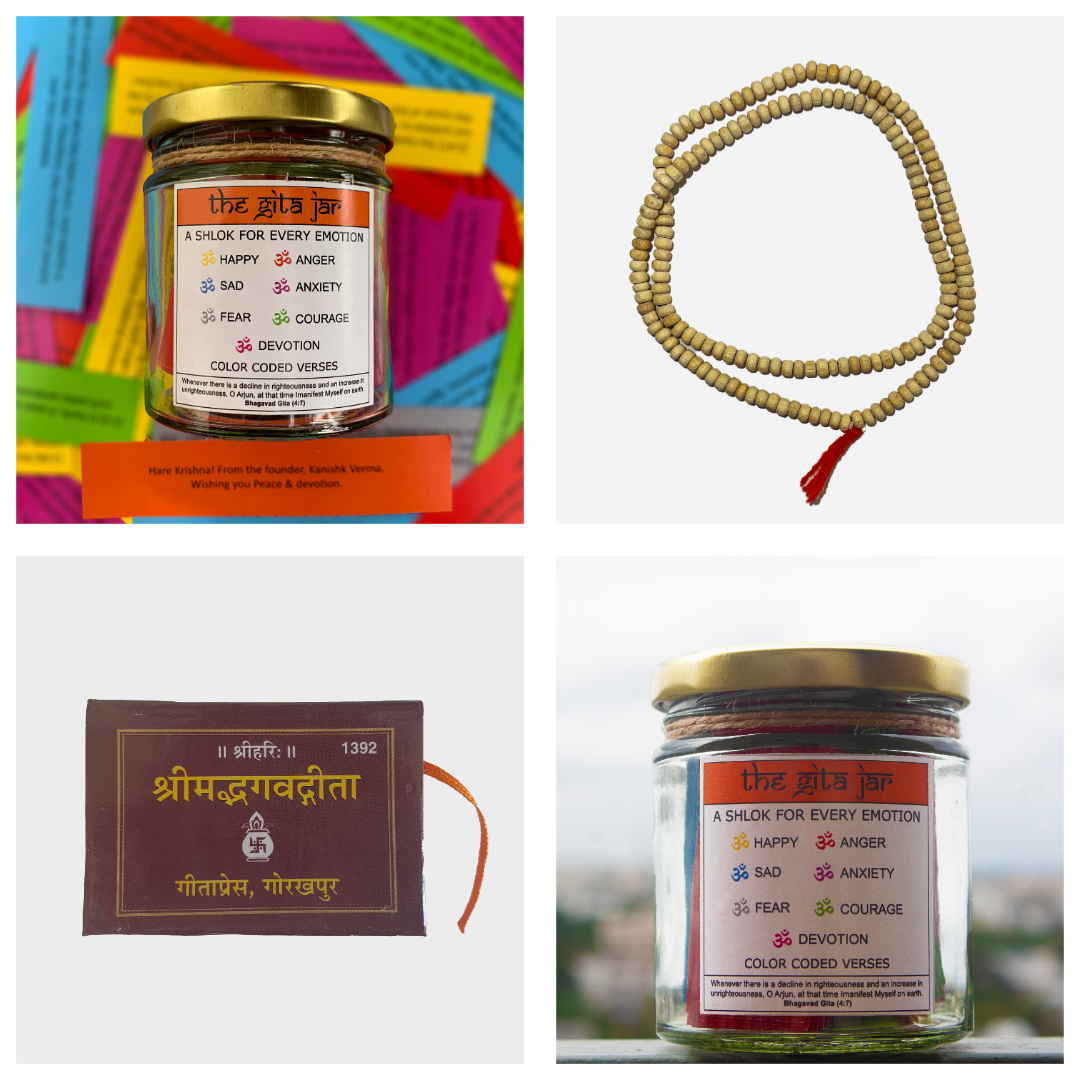 the gita jar
A SHLOK FOR EVERY EMOTION
ॐ HAPPY ॐ ANGER
ॐ SAD ॐ ANXIETY
ॐ FEAR ॐ COURAGE
ॐ DEVOTION
COLOR CODED VERSES
Whenever there is a decline in righteousness and an increase in
unrighteousness, O Arjun, at that time Imanifest Myself on earth.
Bhagavad Gita (4:7)
Hare Krishna! From the founder, Kanishk Verma.
Wishing you Peace & devotion.
॥ श्रीहरिः ॥ 1392
श्रीमद्भगवद्गीता
गीताप्रेस, गोरखपुर
the gita jar
A SHLOK FOR EVERY EMOTION
ॐ HAPPY ॐ ANGER
ॐ SAD ॐ ANXIETY
ॐ FEAR ॐ COURAGE
ॐ DEVOTION
COLOR CODED VERSES
Whenever there is a decline in righteousness and an increase in
unrighteousness, O Arjun, at that time Imanifest Myself on earth.
Bhagavad Gita (4:7)